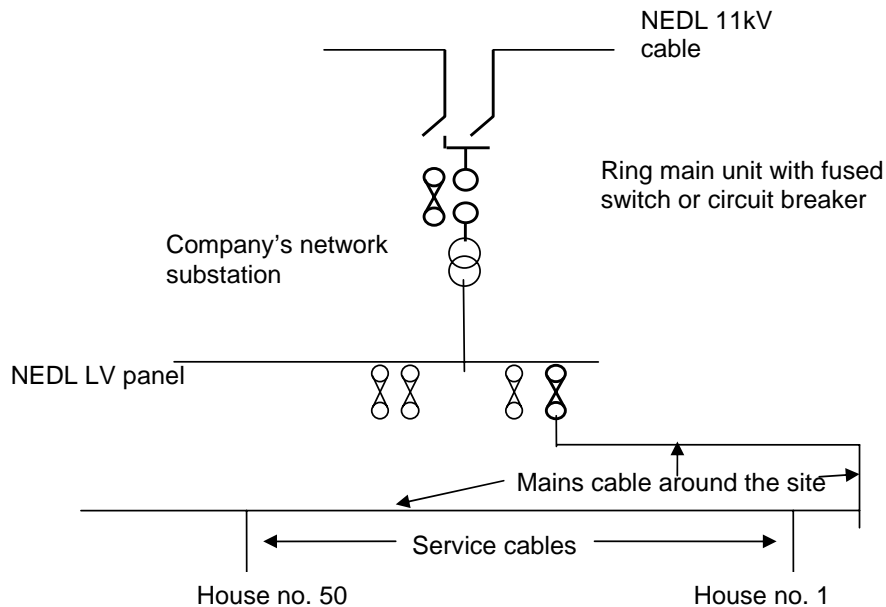 NEDL 11kV
cable
Ring main unit with fused
switch or circuit breaker
Company’s network
substation
NEDL LV panel
Mains cable around the site
Service cables
House no. 50
House no. 1